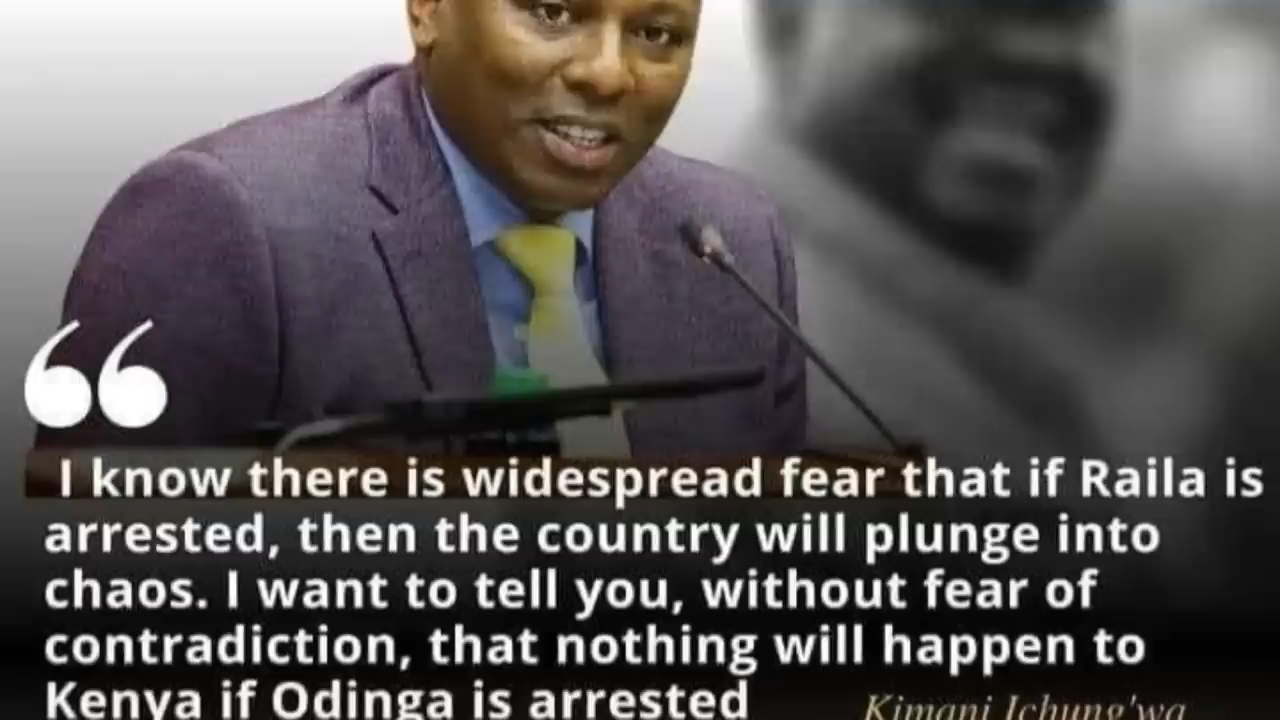 “
I know there is widespread fear that if Raila is
arrested, then the country will plunge into
chaos. I want to tell you, without fear of
contradiction, that nothing will happen to
Kenya if Odinga is arrested
Kimani Ichung'wa